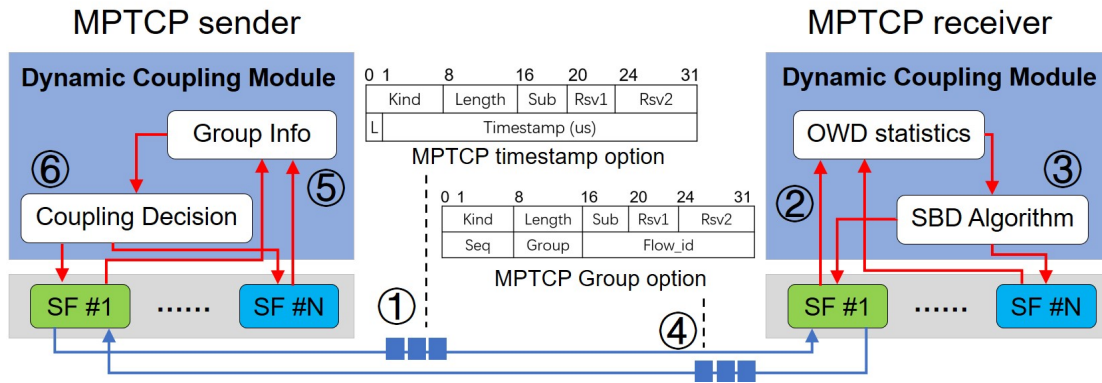 MPTCP sender
MPTCP receiver
Dynamic Coupling Module
Group Info
⑥
⑤
Coupling Decision
SF #1 ...... SF #N
0 1 8 16 20 24 31
Kind Length Sub Rsv1 Rsv2
L Timestamp (us)
MPTCP timestamp option
0 1 8 16 20 24 31
Kind Length Sub Rsv1 Rsv2
Seq Group Flow_id
MPTCP Group option
①
④
Dynamic Coupling Module
OWD statistics
②
③
SBD Algorithm
SF #1 ...... SF #N